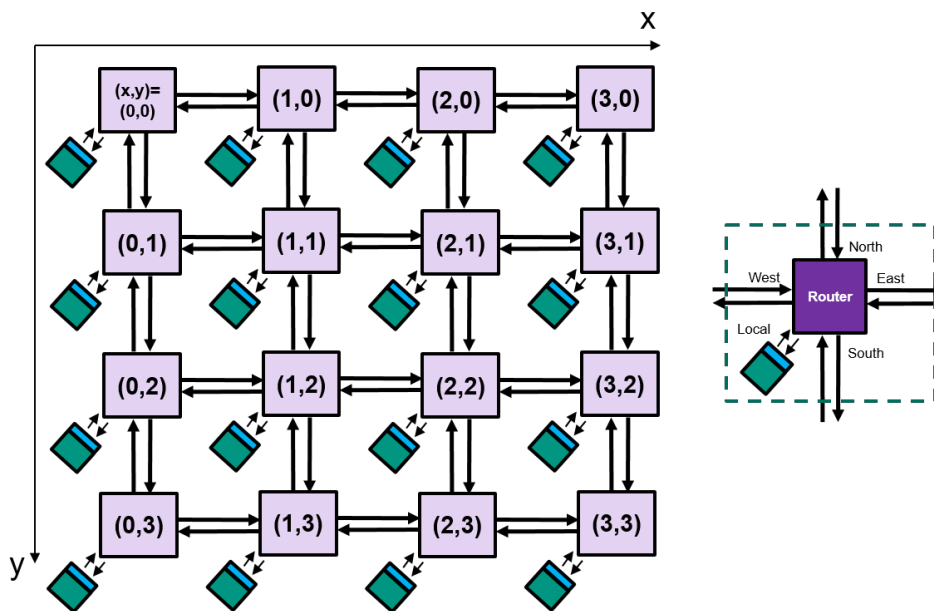 x
(x,y)=
(0,0)
(1,0)
(2,0)
(3,0)
(0,1)
(1,1)
(2,1)
(3,1)
(0,2)
(1,2)
(2,2)
(3,2)
(0,3)
(1,3)
(2,3)
(3,3)
y
North
West
East
Router
Local
South